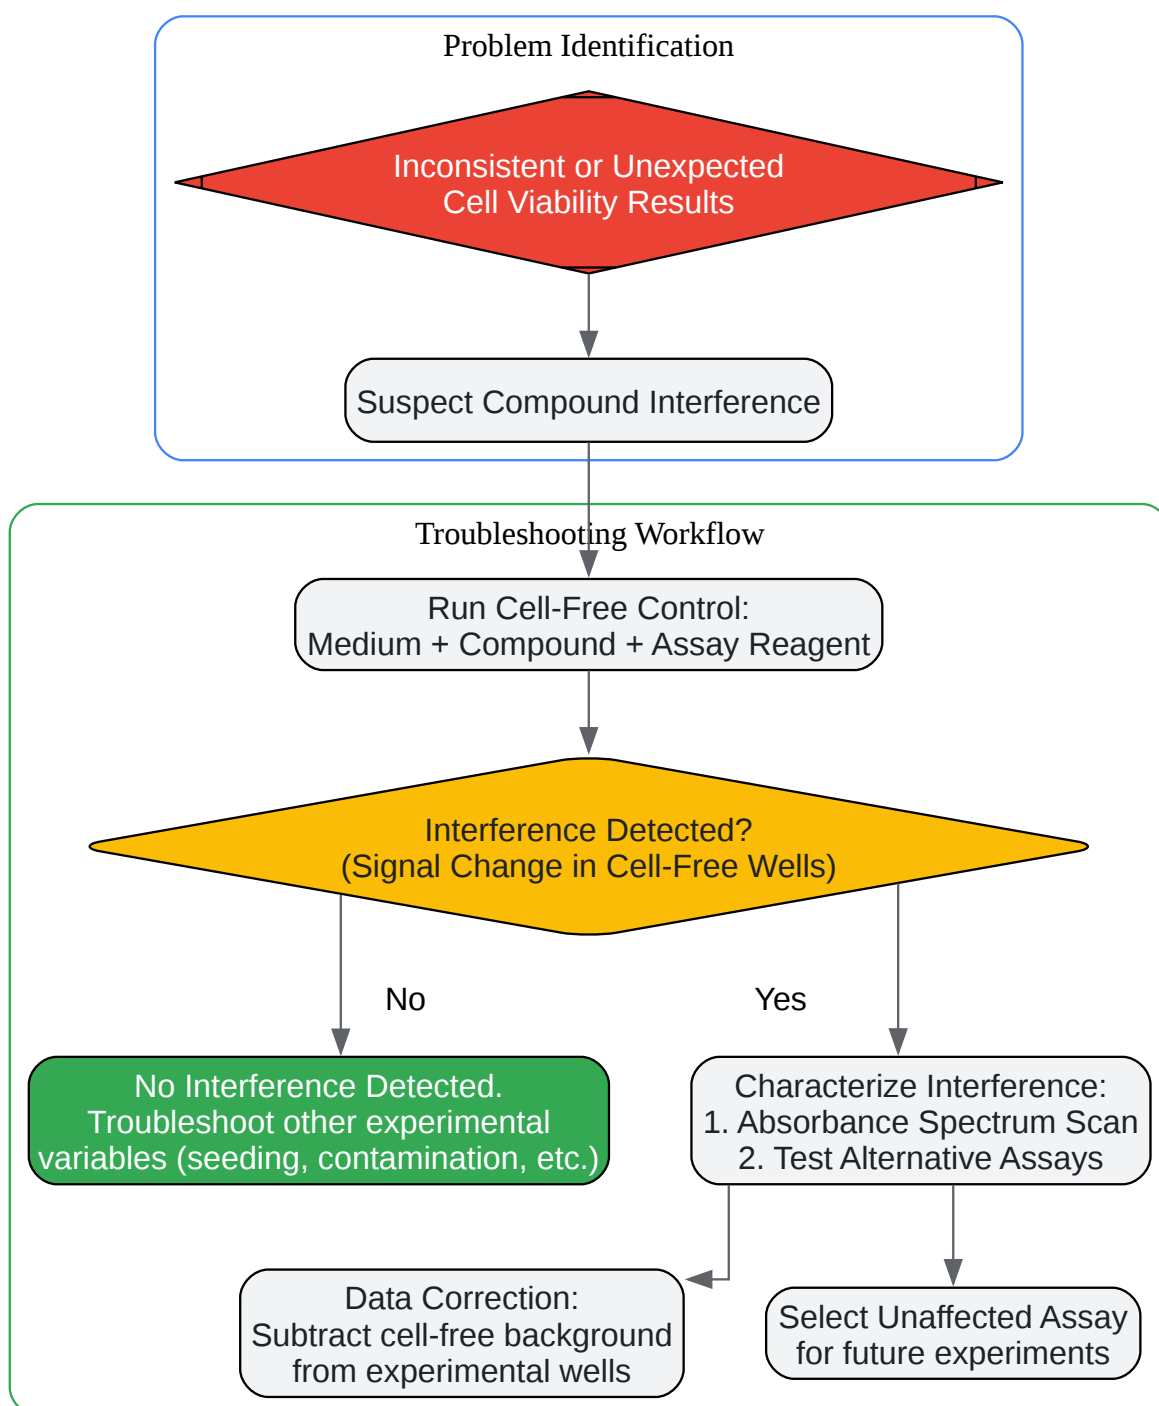 Problem Identification
Inconsistent or Unexpected
Cell Viability Results
Suspect Compound Interference
Troubleshooting Workflow
Run Cell-Free Control:
Medium + Compound + Assay Reagent
Interference Detected?
(Signal Change in Cell-Free Wells)
No
Yes
No Interference Detected.
Troubleshoot other experimental
variables (seeding, contamination, etc.)
Characterize Interference:
1. Absorbance Spectrum Scan
2. Test Alternative Assays
Data Correction:
Subtract cell-free background
from experimental wells
Select Unaffected Assay
for future experiments